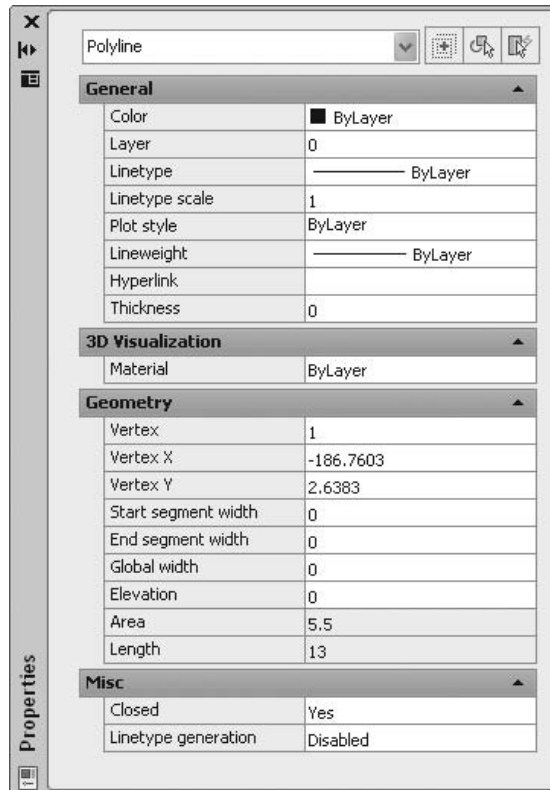 Polyline
General
Color ByLayer
Layer 0
Linetype ByLayer
Linetype scale 1
Plot style ByLayer
Lineweight ByLayer
Hyperlink
Thickness 0
3D Visualization
Material ByLayer
Geometry
Vertex 1
Vertex X -186.7603
Vertex Y 2.6383
Start segment width 0
End segment width 0
Global width 0
Elevation 0
Area 5.5
Length 13
Misc
Closed Yes
Linetype generation Disabled
Properties